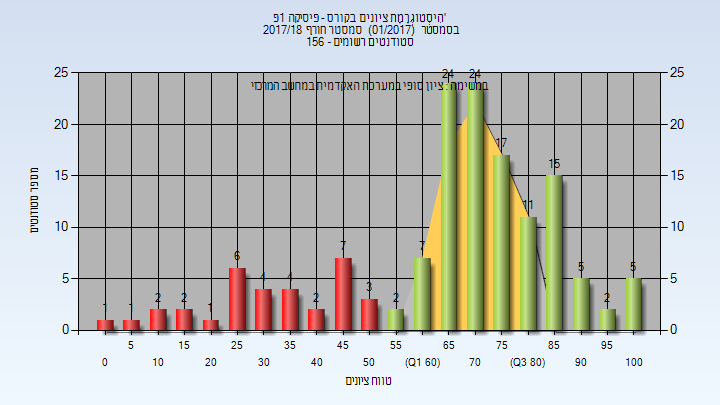 היסטוגרמת ציונים בקורס - פיסיקה 1פ'
בסמסטר (01/2017) סמסטר חורף 2017/18
סטודנטים רשומים - 156
במשימת : ציון סופי במערכת האקדמית במחשב המרכזי
מספר סטודנטים
25 25
20 20
15 15
10 10
5 5
0 0
1 1 2 2 1 6 4 4 2 7 3 2 7 24 24 17 11 15 5 2 5
5 15 25 35 45 55 65 75 85 95
0 10 20 30 40 50 (Q1 60) 70 (Q3 80) 90 100
טווח ציונים